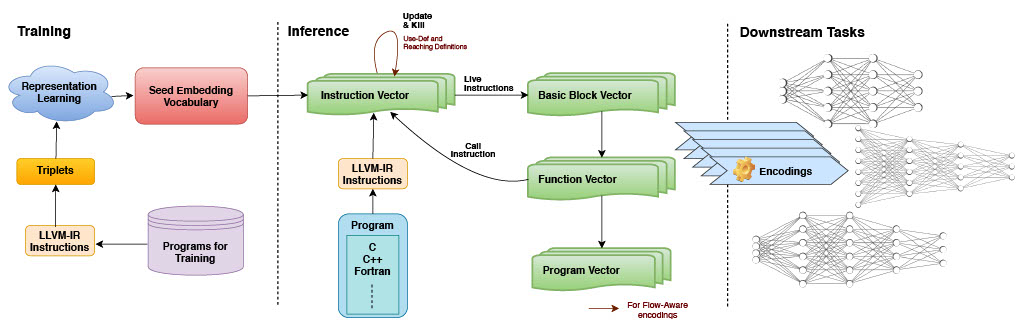 Training
Representation
Learning
Seed Embedding
Vocabulary
Triplets
LLVM-IR
Instructions
Programs for
Training
Inference
Update
& Kill
Use-Def and
Reaching Definitions
Instruction Vector
Live
Instructions
Basic Block Vector
Call
Instruction
LLVM-IR
Instructions
Function Vector
Program
C
C++
Fortran
Program Vector
For Flow-Aware
encodings
Downstream Tasks
Encodings